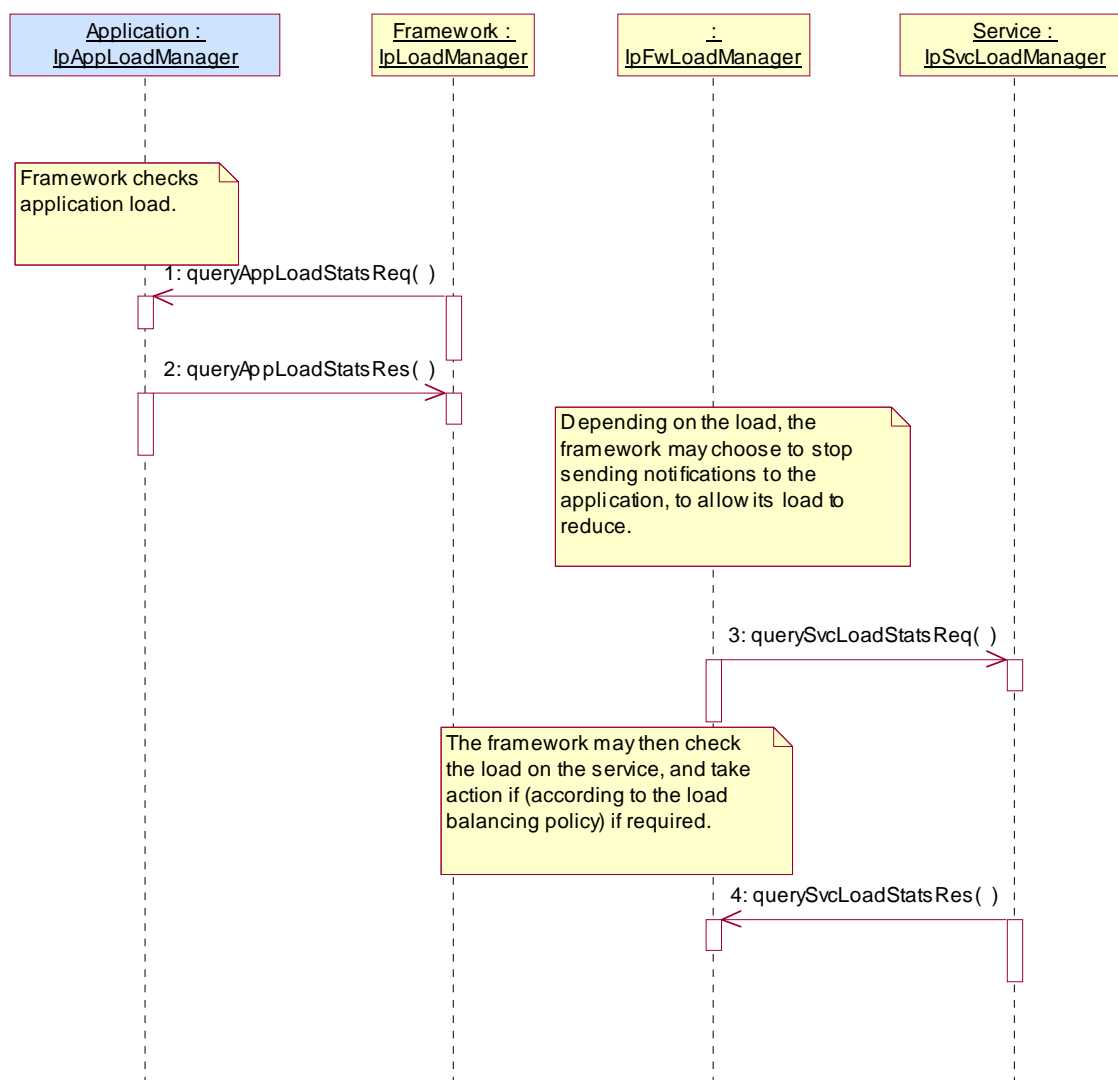 Application :
IpAppLoadManager
Framework :
IpLoadManager
:
IpFwLoadManager
Service :
IpSvcLoadManager
Framework checks
application load.
1: queryAppLoadStatsReq( )
2: queryAppLoadStatsRes( )
Depending on the load, the
framework may choose to stop
sending notifications to the
application, to allow its load to
reduce.
3: querySvcLoadStatsReq( )
The framework may then check
the load on the service, and take
action if (according to the load
balancing policy) if required.
4: querySvcLoadStatsRes( )